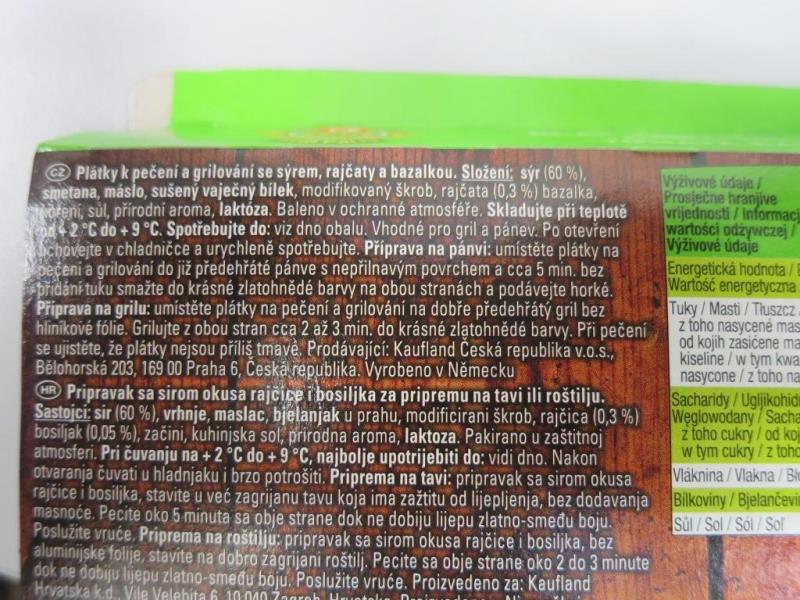 CZ Plátky k pečení a grilování se sýrem, rajčaty a bazalkou. Složení: sýr (60 %),
smetana, máslo, sušený vaječný bílek, modifikovaný škrob, rajčata (0,3 %) bazalka,
koření, sůl, přírodní aroma, laktóza. Baleno v ochranné atmosféře. Skladujte při teplotě
od + 2 °C do + 9 °C. Spotřebujte do: viz dno obalu. Vhodné pro gril a pánev. Po otevření
uchovejte v chladničce a urychleně spotřebujte. Příprava na pánvi: umístěte plátky na
pečení a grilování do již předehřáté pánve s nepřilnavým povrchem a cca 5 min. bez
přidání tuku smažte do krásné zlatohnědé barvy na obou stranách a podávejte horké.
Příprava na grilu: umístěte plátky na pečení a grilování na dobře předehřátý gril bez
hliníkové fólie. Grilujte z obou stran cca 2 až 3 min. do krásné zlatohnědé barvy. Při pečení
se ujistěte, že plátky nejsou příliš tmavé. Prodávající: Kaufland Česká republika v.o.s.,
Bělohorská 203, 169 00 Praha 6, Česká republika. Vyrobeno v Německu
HR Pripravak sa sirom okusa rajčice i bosiljka za pripremu na tavi ili roštilju.
Sastojci: sir (60 %), vrhnje, maslac, bjelanjak u prahu, modificirani škrob, rajčica (0,3 %)
bosiljak (0,05 %), začini, kuhinjska sol, prirodna aroma, laktoza. Pakirano u zaštitnoj
atmosferi. Pri čuvanju na + 2 °C do + 9 °C, najbolje upotrijebiti do: vidi dno. Nakon
otvaranja čuvati u hladnjaku i brzo potrošiti. Priprema na tavi: pripravak sa sirom okusa
rajčice i bosiljka, stavite u već zagrijanu tavu koja ima zažtitu od lijepljenja, bez dodavanja
masnoće. Pecite oko 5 minuta sa obje strane dok ne dobiju lijepu zlatno-smeđu boju.
Poslužite vruće. Priprema na roštilju: pripravak sa sirom okusa rajčice i bosiljka, bez
aluminijske folije, stavite na dobro zagrijani roštilj. Pecite sa obje strane oko 2 do 3 minute
dok ne dobiju lijepu zlatno-smeđu boju. Poslužite vruće. Proizvedeno za: Kaufland
Hrvatska k.d., Vile Velebita 6, 10 040 Zagreb, Hrvatska.
Výživové údaje /
Prosječne hranjive
vrijednosti / Informacj
wartości odżywczej /
Výživové údaje
Energetická hodnota /
Wartość energetyczna
Tuky / Masti / Tłuszcz
z toho nasycené mas
od kojih zasićene mas
kiseline / w tym kwa
nasycone / z toho na
Sacharidy / Ugljikohidr
Węglowodany / Sacha
z toho cukry / od koj
w tym cukry / z toho
Vláknina / Vlakna / Bł
Bílkoviny / Bjelančevin
Sůl / Sol / Sól / Soľ